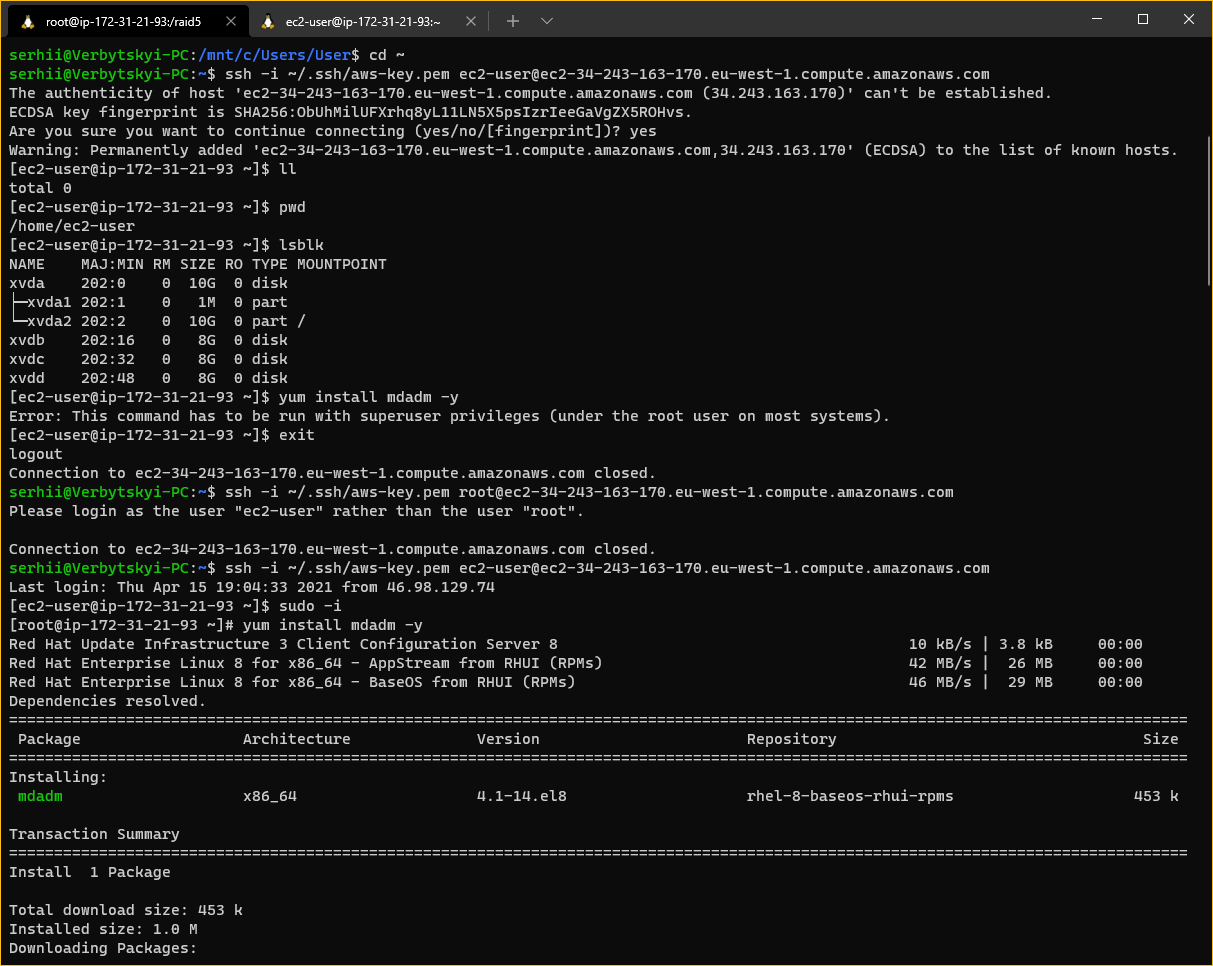 root@ip-172-31-21-93:/raid5
ec2-user@ip-172-31-21-93:~
serhii@Verbytskyi-PC:/mnt/c/Users/User$ cd ~
serhii@Verbytskyi-PC:~$ ssh -i ~/.ssh/aws-key.pem ec2-user@ec2-34-243-163-170.eu-west-1.compute.amazonaws.com
The authenticity of host 'ec2-34-243-163-170.eu-west-1.compute.amazonaws.com (34.243.163.170)' can't be established.
ECDSA key fingerprint is SHA256:ObUhMilUFXrhq8yL11LN5X5psIzrIeeGaVgZX5ROHvs.
Are you sure you want to continue connecting (yes/no/[fingerprint])? yes
Warning: Permanently added 'ec2-34-243-163-170.eu-west-1.compute.amazonaws.com,34.243.163.170' (ECDSA) to the list of known hosts.
[ec2-user@ip-172-31-21-93 ~]$ ll
total 0
[ec2-user@ip-172-31-21-93 ~]$ pwd
/home/ec2-user
[ec2-user@ip-172-31-21-93 ~]$ lsblk
NAME    MAJ:MIN RM SIZE RO TYPE MOUNTPOINT
xvda    202:0    0  10G  0 disk
├─xvda1 202:1    0   1M  0 part
└─xvda2 202:2    0  10G  0 part /
xvdb    202:16   0   8G  0 disk
xvdc    202:32   0   8G  0 disk
xvdd    202:48   0   8G  0 disk
[ec2-user@ip-172-31-21-93 ~]$ yum install mdadm -y
Error: This command has to be run with superuser privileges (under the root user on most systems).
[ec2-user@ip-172-31-21-93 ~]$ exit
logout
Connection to ec2-34-243-163-170.eu-west-1.compute.amazonaws.com closed.
serhii@Verbytskyi-PC:~$ ssh -i ~/.ssh/aws-key.pem root@ec2-34-243-163-170.eu-west-1.compute.amazonaws.com
Please login as the user "ec2-user" rather than the user "root".
Connection to ec2-34-243-163-170.eu-west-1.compute.amazonaws.com closed.
serhii@Verbytskyi-PC:~$ ssh -i ~/.ssh/aws-key.pem ec2-user@ec2-34-243-163-170.eu-west-1.compute.amazonaws.com
Last login: Thu Apr 15 19:04:33 2021 from 46.98.129.74
[ec2-user@ip-172-31-21-93 ~]$ sudo -i
[root@ip-172-31-21-93 ~]# yum install mdadm -y
Red Hat Update Infrastructure 3 Client Configuration Server 8    10 kB/s | 3.8 kB     00:00
Red Hat Enterprise Linux 8 for x86_64 - AppStream from RHUI (RPMs)    42 MB/s |  26 MB     00:00
Red Hat Enterprise Linux 8 for x86_64 - BaseOS from RHUI (RPMs)    46 MB/s |  29 MB     00:00
Dependencies resolved.
===================================================================================================================================
Package    Architecture    Version    Repository    Size
===================================================================================================================================
Installing:
mdadm    x86_64    4.1-14.el8    rhel-8-baseos-rhui-rpms    453 k
Transaction Summary
===================================================================================================================================
Install  1 Package
Total download size: 453 k
Installed size: 1.0 M
Downloading Packages: